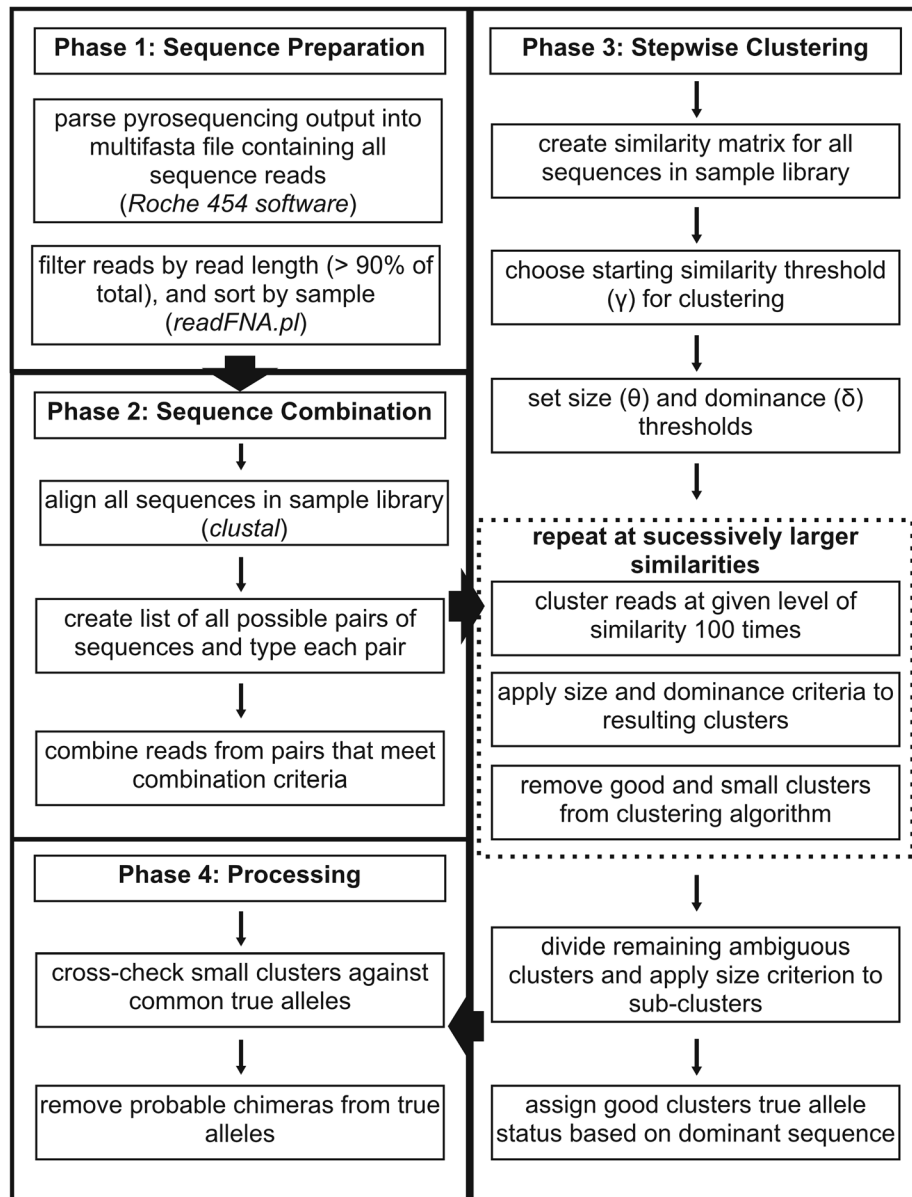 Phase 1: Sequence Preparation
parse pyrosequencing output into
multifasta file containing all
sequence reads
(Roche 454 software)
filter reads by read length (> 90% of
total), and sort by sample
(readFNA.pl)
Phase 2: Sequence Combination
align all sequences in sample library
(clustal)
create list of all possible pairs of
sequences and type each pair
combine reads from pairs that meet
combination criteria
Phase 3: Stepwise Clustering
create similarity matrix for all
sequences in sample library
choose starting similarity threshold
(γ) for clustering
set size (θ) and dominance (δ)
thresholds
repeat at sucessively larger
similarities
cluster reads at given level of
similarity 100 times
apply size and dominance criteria to
resulting clusters
remove good and small clusters
from clustering algorithm
divide remaining ambiguous
clusters and apply size criterion to
sub-clusters
assign good clusters true allele
status based on dominant sequence
Phase 4: Processing
cross-check small clusters against
common true alleles
remove probable chimeras from true
alleles